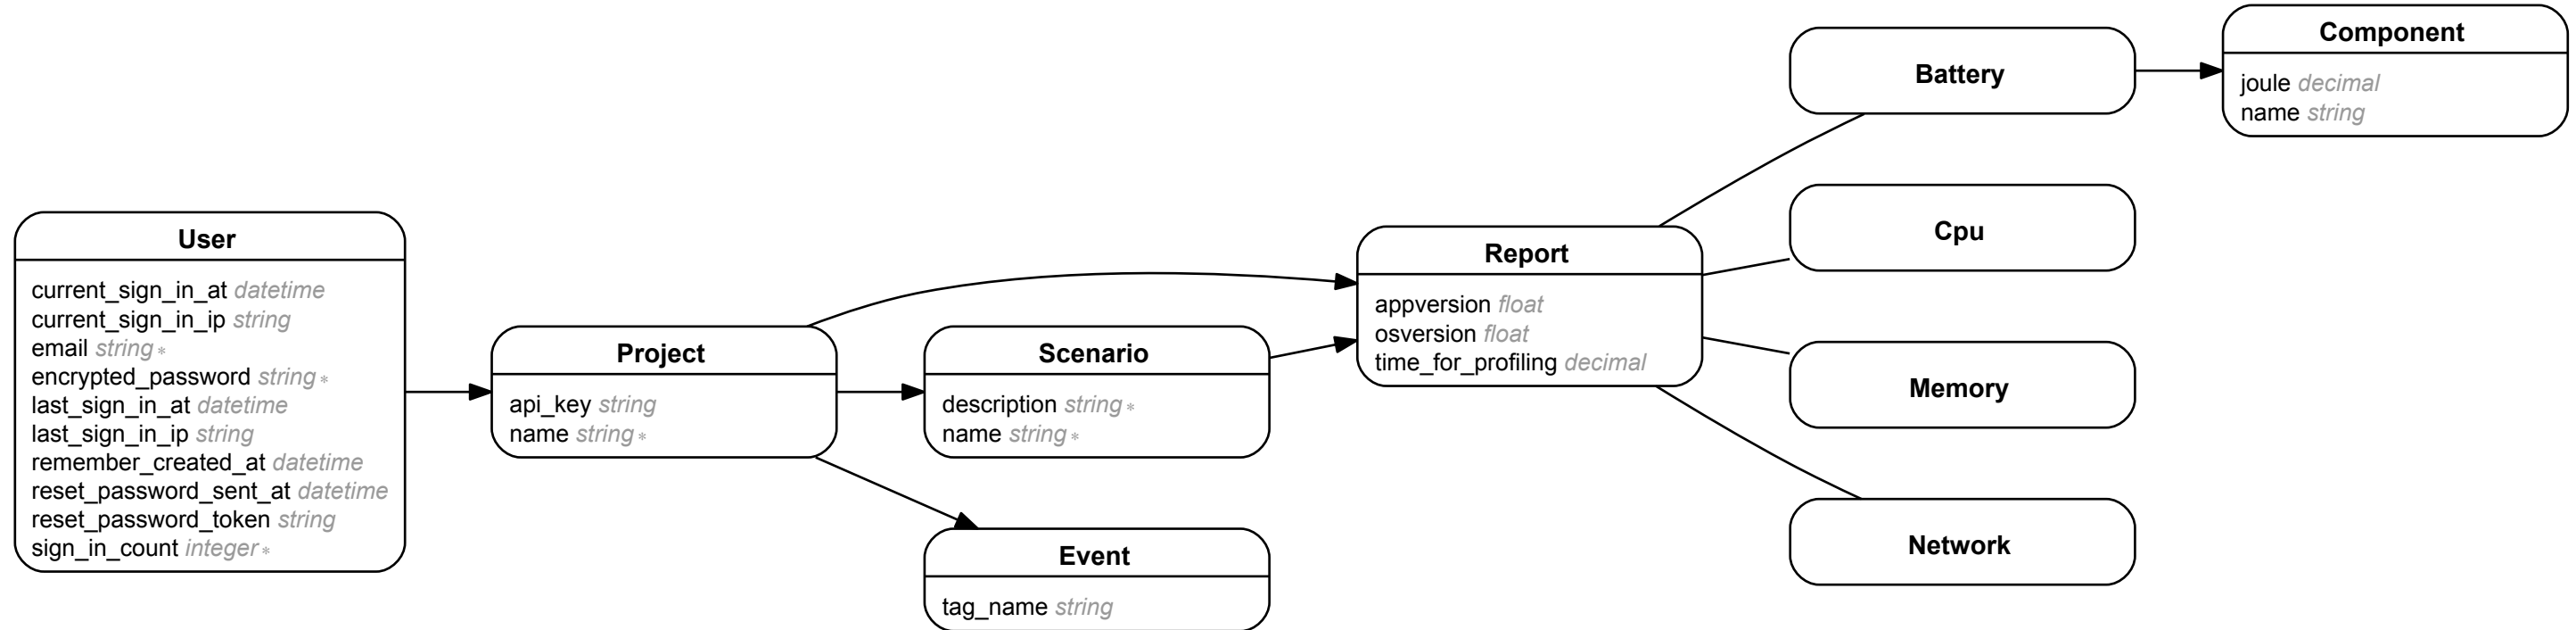 User
current_sign_in_at datetime
current_sign_in_ip string
email string *
encrypted_password string *
last_sign_in_at datetime
last_sign_in_ip string
remember_created_at datetime
reset_password_sent_at datetime
reset_password_token string
sign_in_count integer *
Project
api_key string
name string *
Scenario
description string *
name string *
Event
tag_name string
Report
appversion float
osversion float
time_for_profiling decimal
Battery
Cpu
Memory
Network
Component
joule decimal
name string